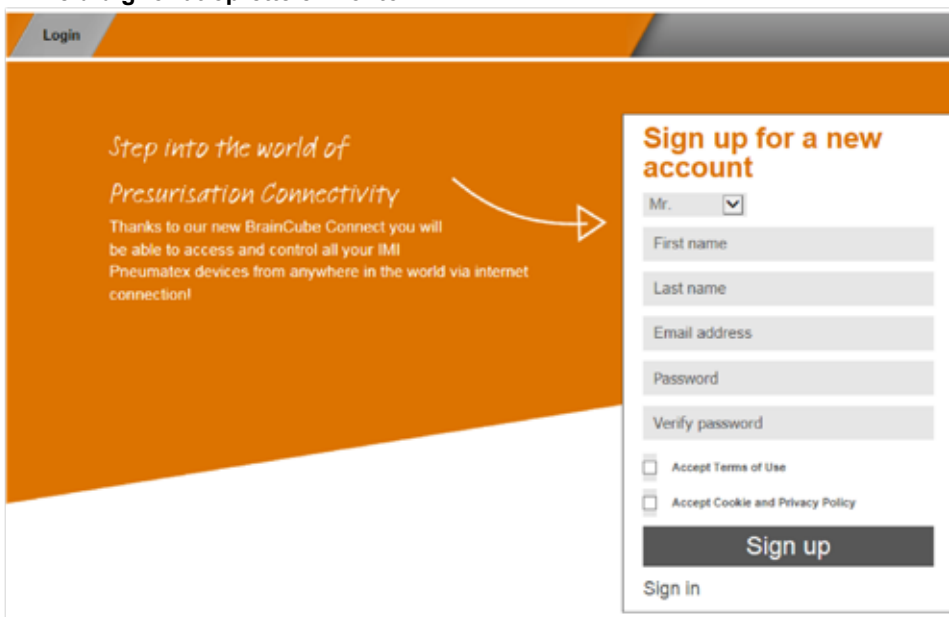 Login
Step into the world of
Presurisation Connectivity
Thanks to our new BrainCube Connect you will
be able to access and control all your IMI
Pneumatex devices from anywhere in the world via internet
connection!
Sign up for a new
account
Mr.
First name
Last name
Email address
Password
Verify password
Accept Terms of Use
Accept Cookie and Privacy Policy
Sign up
Sign in